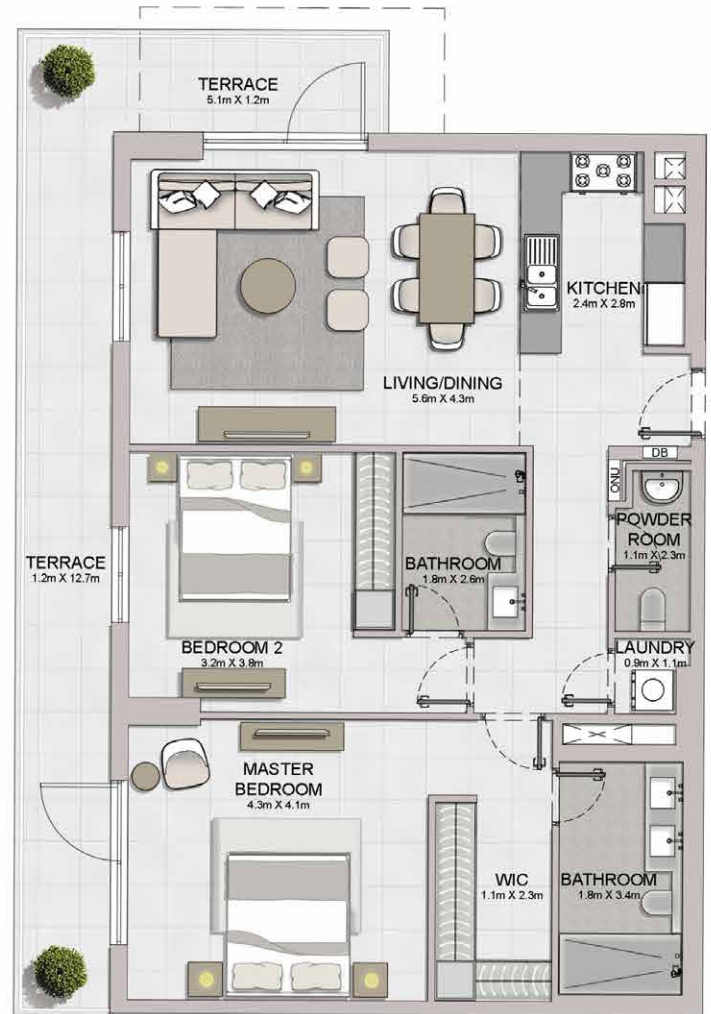 TERRACE
5.1m X 1.2m
KITCHEN
2.4m X 2.8m
LIVING/DINING
5.6m X 4.3m
DB
ONU
POWDER
ROOM
1.1m X 2.3m
TERRACE
1.2m X 12.7m
BATHROOM
1.8m X 2.6m
BEDROOM 2
3.2m X 3.8m
LAUNDRY
0.9m X 1.1m
MASTER
BEDROOM
4.3m X 4.1m
WIC
1.1m X 2.3m
BATHROOM
1.8m X 3.4m